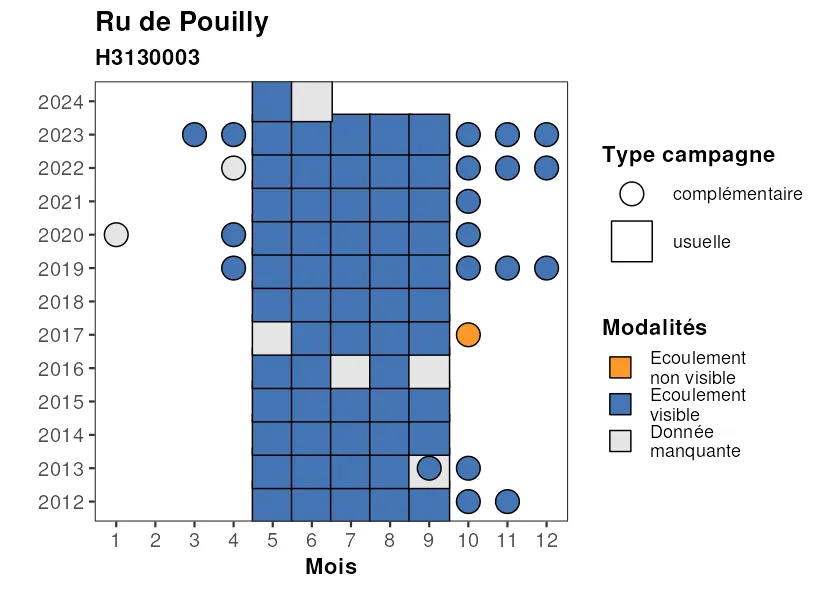 Ru de Pouilly
H3130003
2024
2023
2022
2021
2020
2019
2018
2017
2016
2015
2014
2013
2012
1 2 3 4 5 6 7 8 9 10 11 12
Mois
Type campagne
complémentaire
usuelle
Modalités
Ecoulement
non visible
Ecoulement
visible
Donnée
manquante